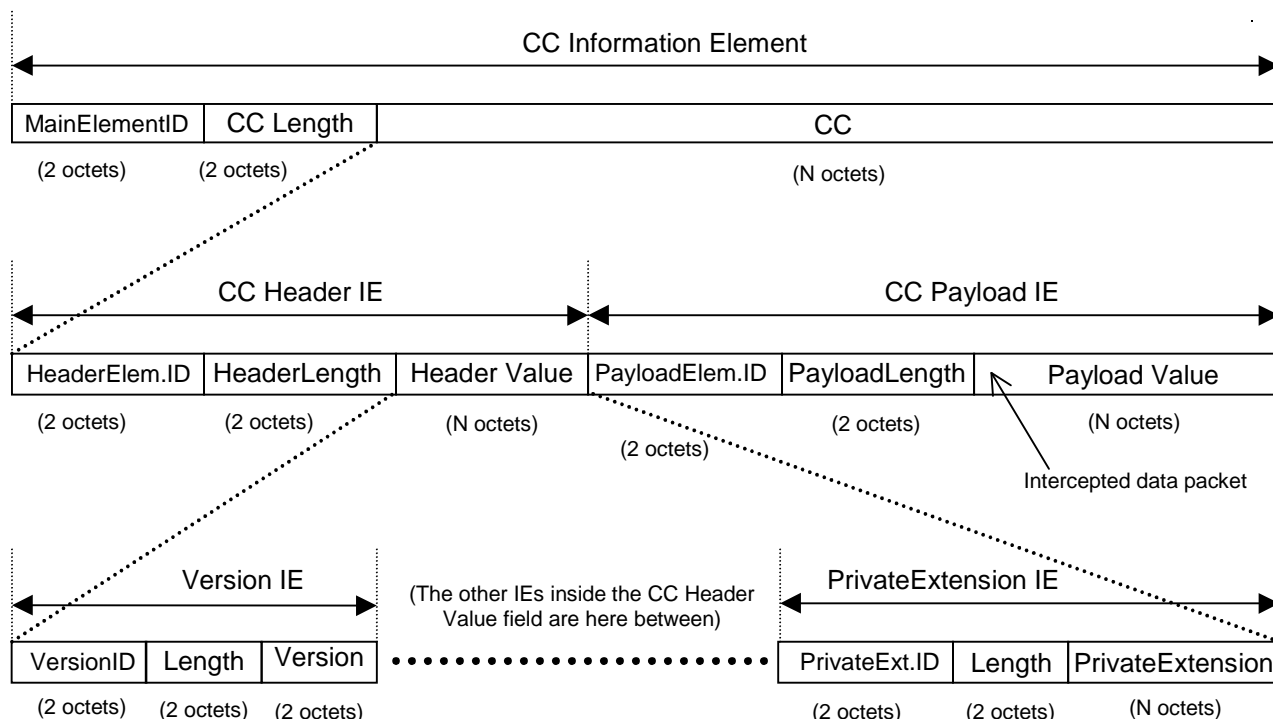 CC Information Element
MainElementID CC Length CC
(2 octets) (2 octets) (N octets)
CC Header IE CC Payload IE
HeaderElem.ID HeaderLength Header Value PayloadElem.ID PayloadLength Payload Value
(2 octets) (2 octets) (N octets) (2 octets) (2 octets) (N octets)
Intercepted data packet
Version IE (The other IEs inside the CC Header
Value field are here between) PrivateExtension IE
VersionID Length Version PrivateExt.ID Length PrivateExtension
(2 octets) (2 octets) (2 octets) (2 octets) (2 octets) (N octets)